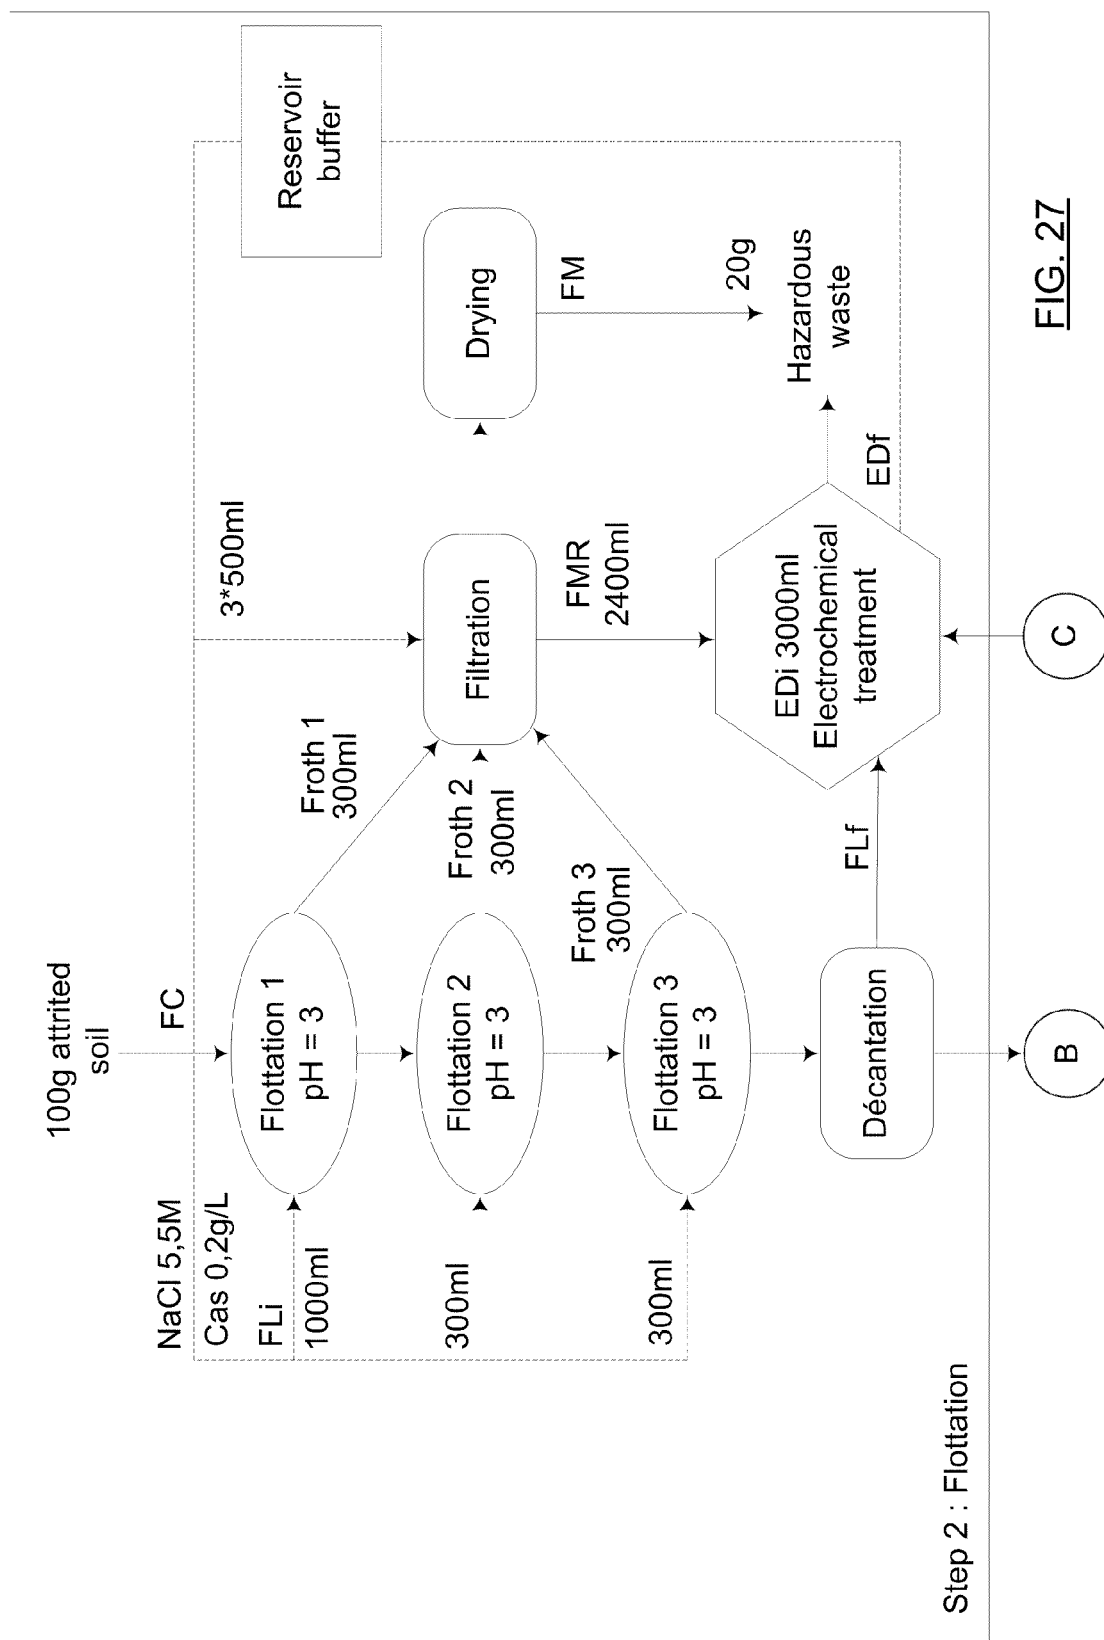 100g attrited
soil
FC
NaCl 5,5M
Cas 0,2g/L
FLi
1000ml
300ml
300ml
Flottation 1
pH = 3
Flottation 2
pH = 3
Flottation 3
pH = 3
Froth 1
300ml
Froth 2
300ml
Froth 3
300ml
3*500ml
Filtration
FMR
2400ml
Drying
FM
20g
Hazardous
waste
Reservoir
buffer
EDi 3000ml
Electrochemical
treatment
EDf
FLf
Décantation
B
C
Step 2 : Flottation
FIG. 27